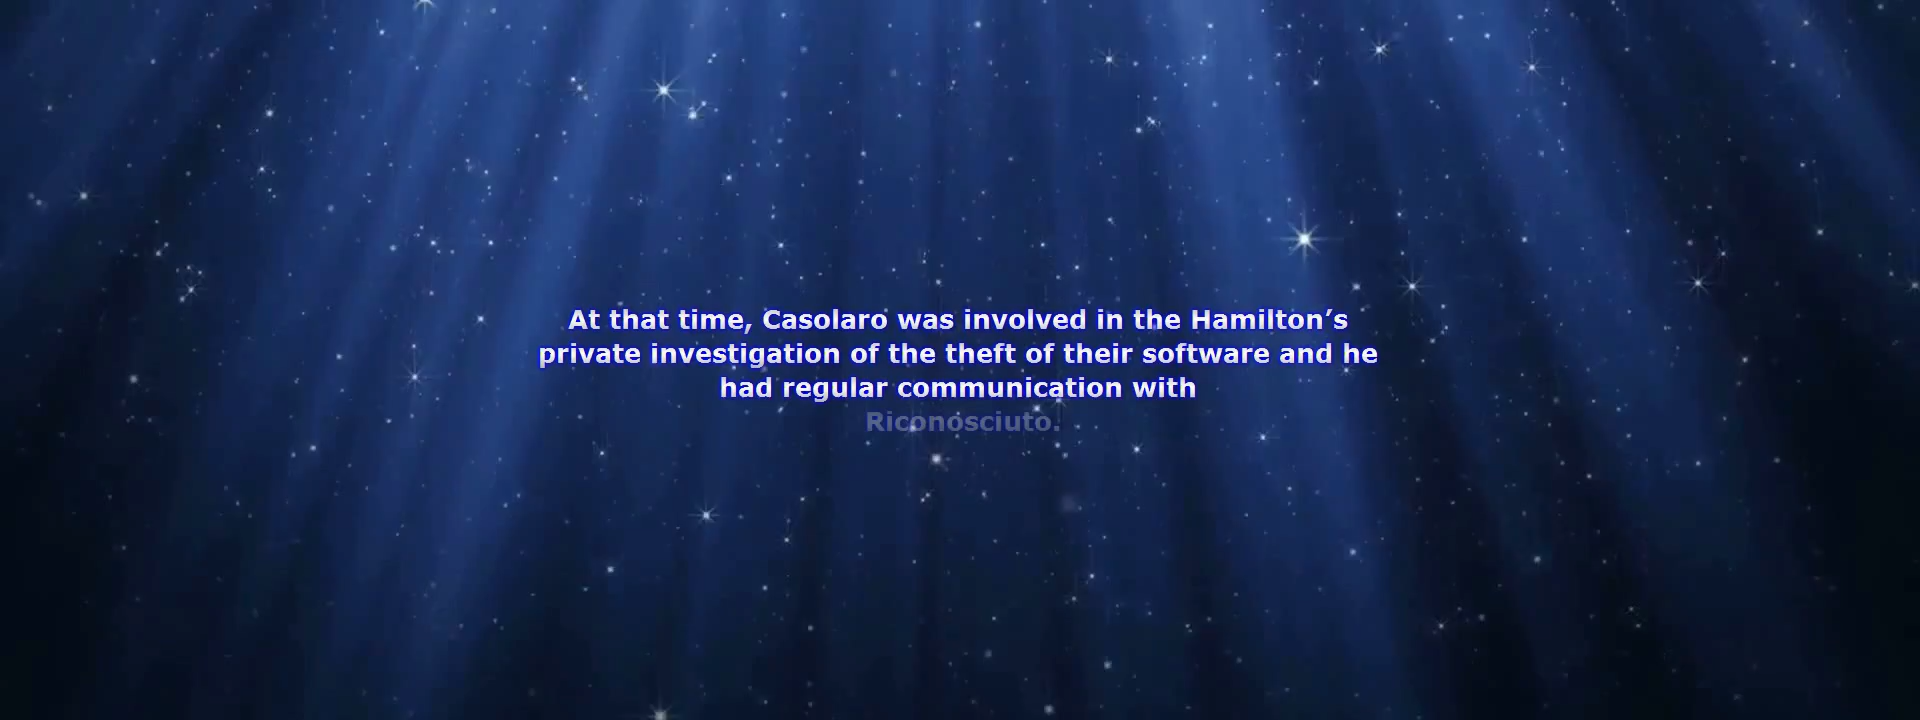 At that time, Casolaro was involved in the Hamilton’s
private investigation of the theft of their software and he
had regular communication with
Riconosciuto.